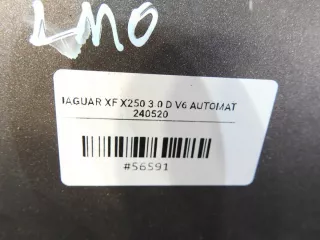 LMO
JAGUAR XF X250 3.0 D V6 AUTOMAT
240520
#56591